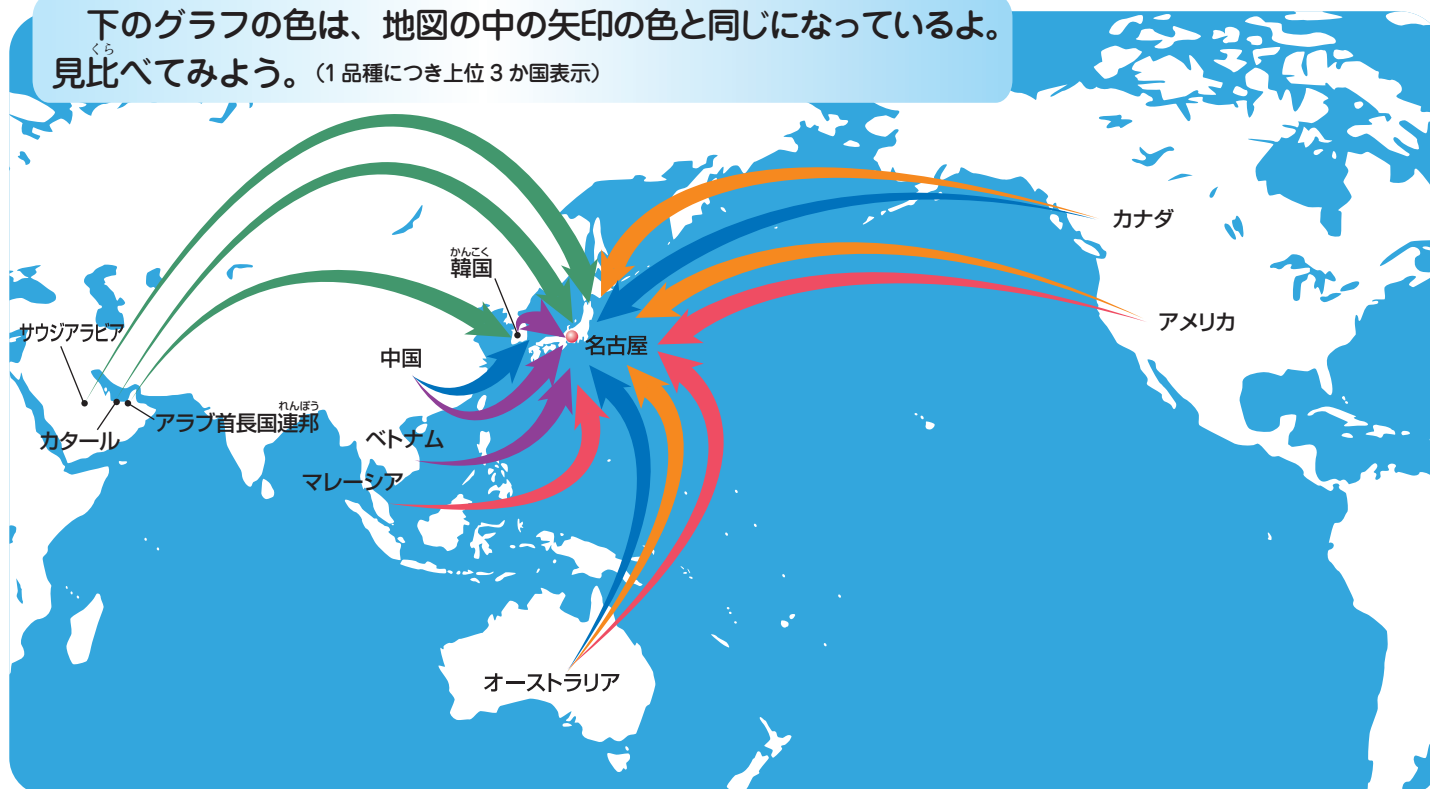 下のグラフの色は、地図の中の矢印の色と同じになっているよ。
くら
見比べてみよう。（1 品種につき上位 3 か国表示）
カナダ
かんこく
韓国
アメリカ
サウジアラビア
名古屋
中国
れんぽう
アラブ首長国連邦
カタール
ベトナム
マレーシア
オーストラリア